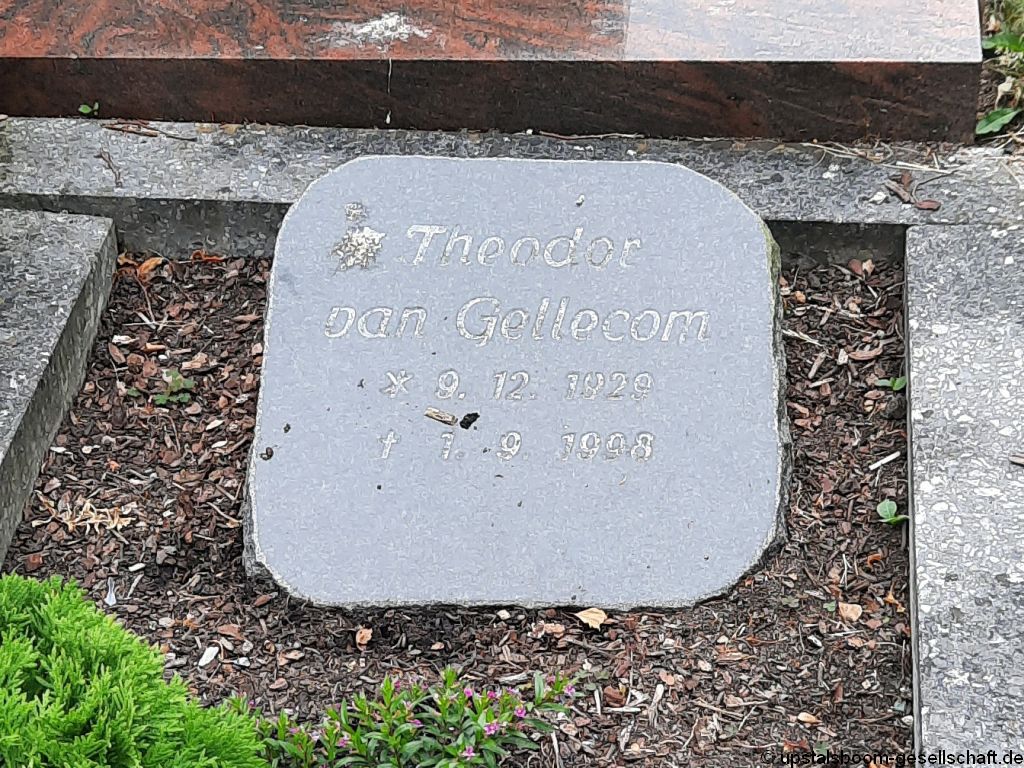 Theodor
van Gellecom
* 9. 12. 1929
† 1. 9. 1998
© upstalsboom-gesellschaft.de